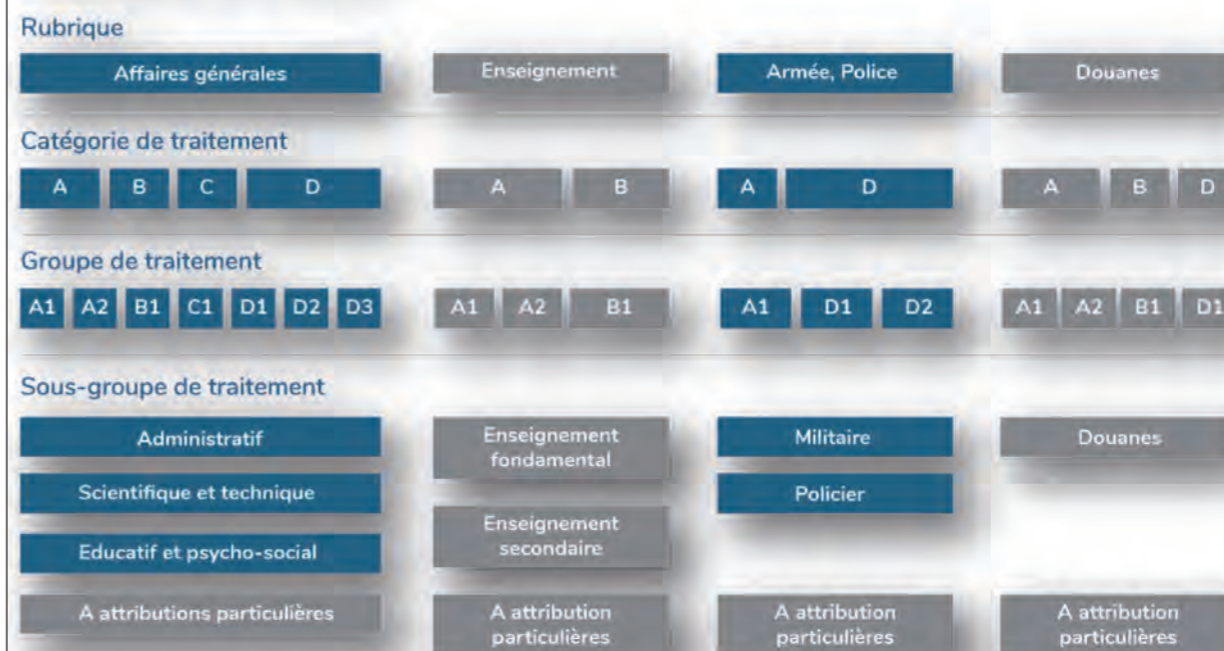 Rubrique
Affaires générales
Enseignement
Armée, Police
Douanes
Catégorie de traitement
A B C D
A B
A D
A B D
Groupe de traitement
A1 A2 B1 C1 D1 D2 D3
A1 A2 B1
A1 D1 D2
A1 A2 B1 D1
Sous-groupe de traitement
Administratif
Scientifique et technique
Educatif et psycho-social
A attributions particulières
Enseignement
fondamental
Enseignement
secondaire
A attribution
particulières
Militaire
Policier
A attribution
particulières
Douanes
A attribution
particulières